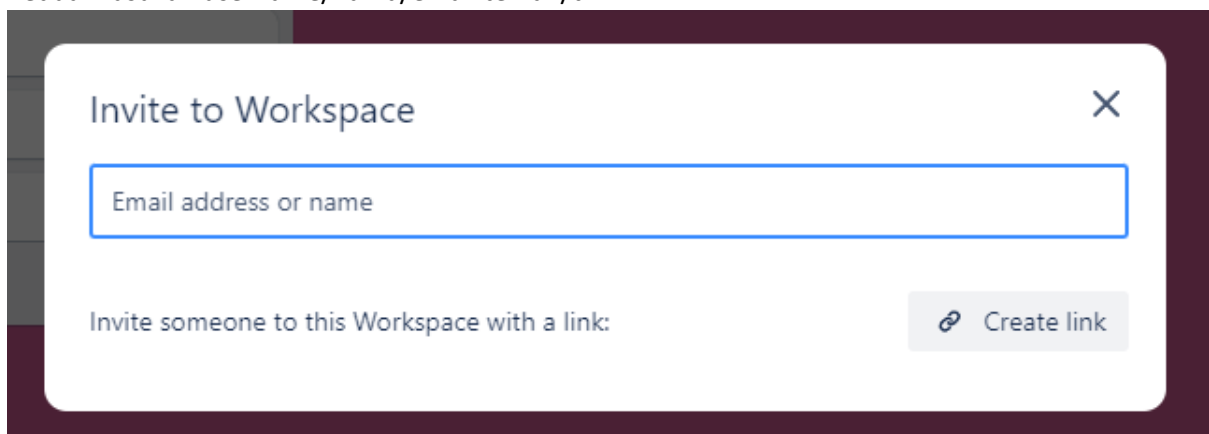 Invite to Workspace
Email address or name
Invite someone to this Workspace with a link:
Create link